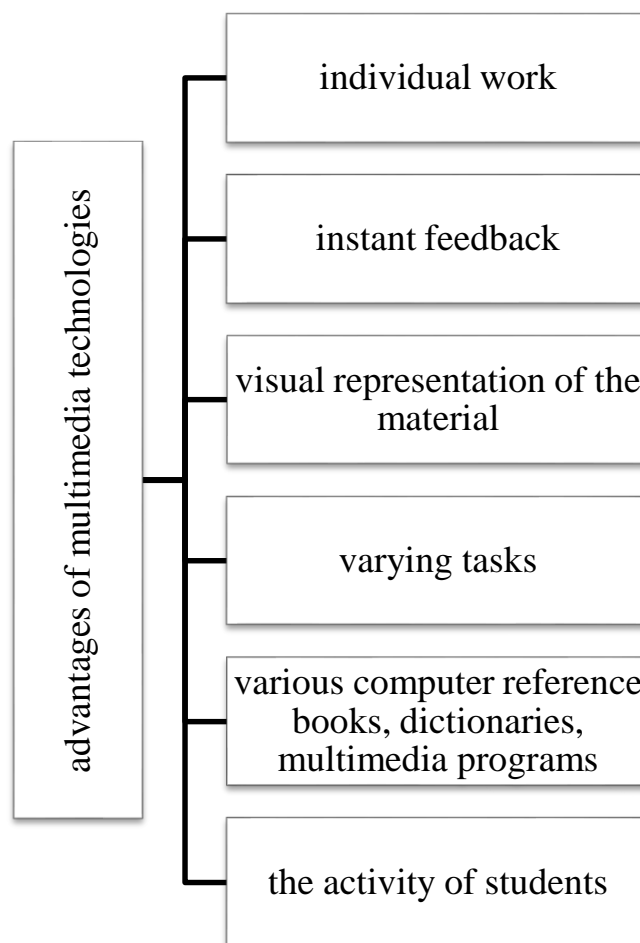 advantages of multimedia technologies
individual work
instant feedback
visual representation of the
material
varying tasks
various computer reference
books, dictionaries,
multimedia programs
the activity of students